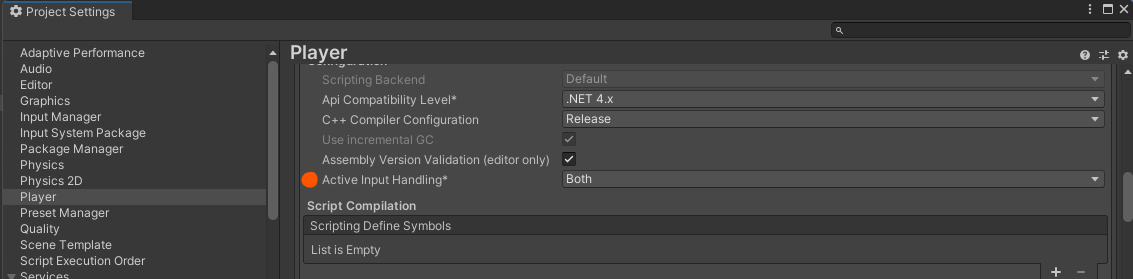 Project Settings
Adaptive Performance
Audio
Editor
Graphics
Input Manager
Input System Package
Package Manager
Physics
Physics 2D
Player
Preset Manager
Quality
Scene Template
Script Execution Order
Services
Player
Configuration
Scripting Backend Default
Api Compatibility Level* .NET 4.x
C++ Compiler Configuration Release
Use incremental GC
Assembly Version Validation (editor only)
Active Input Handling* Both
Script Compilation
Scripting Define Symbols
List is Empty